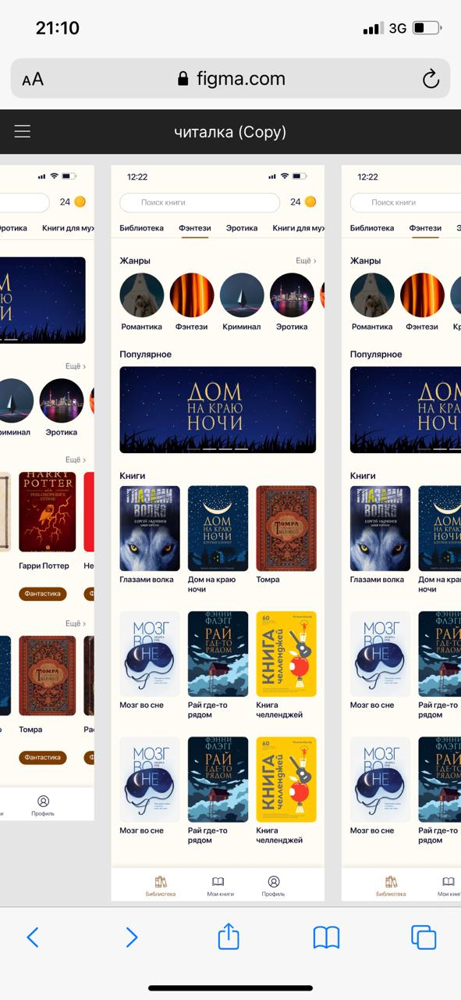 21:10
3G
AA
figma.com
читалка (Copy)
24
Эротика
Книги для муж
Ещё ›
Эротика
Ещё ›
HARRY
POTTER
and the
PHILOSOPHER'S
STONE
Гарри Поттер
Не
Фантастика
Ф
Ещё ›
ТОМРА
Томра
Рас
Фантастика
Ф
Профиль
12:22
Поиск книги
24
Библиотека
Фэнтези
Эротика
Книги для муж
Жанры
Ещё ›
Романтика
Фэнтези
Криминал
Эротика
Популярное
ДОМ
НА КРАЮ
НОЧИ
Книги
ГЛАЗАМИ
ВОЛКА
СЕРГЕЙ РАДЧЕНКО
ДОМ
НА КРАЮ
НОЧИ
ТОМРА
Глазами волка
Дом на краю
ночи
Томра
МОЗГ
ВО
СНЕ
ФЭННИ
ФЛЭГГ
РАЙ
ГДЕ-ТО
РЯДОМ
60
КНИГА
челленджей
Мозг во сне
Рай где-то
рядом
Книга
челленджей
МОЗГ
ВО
СНЕ
ФЭННИ
ФЛЭГГ
РАЙ
ГДЕ-ТО
РЯДОМ
60
КНИГА
челленджей
Мозг во сне
Рай где-то
рядом
Книга
челленджей
Библиотека
Мои книги
Профиль
12:22
Поиск книги
Библиотека
Фэнтези
Э
Жанры
Романтика
Фэнтези
Кр
Популярное
ДОМ
НА КРАЮ
НОЧИ
Книги
ГЛАЗАМИ
ВОЛКА
СЕРГЕЙ РАДЧЕНКО
ДОМ
НА КРАЮ
НОЧИ
Глазами волка
Дом на краю
ночи
МОЗГ
ВО
СНЕ
ФЭННИ
ФЛЭГГ
РАЙ
ГДЕ-ТО
РЯДОМ
Мозг во сне
Рай где-то
рядом
МОЗГ
ВО
СНЕ
ФЭННИ
ФЛЭГГ
РАЙ
ГДЕ-ТО
РЯДОМ
Мозг во сне
Рай где-то
рядом
Библиотека
Мои книг